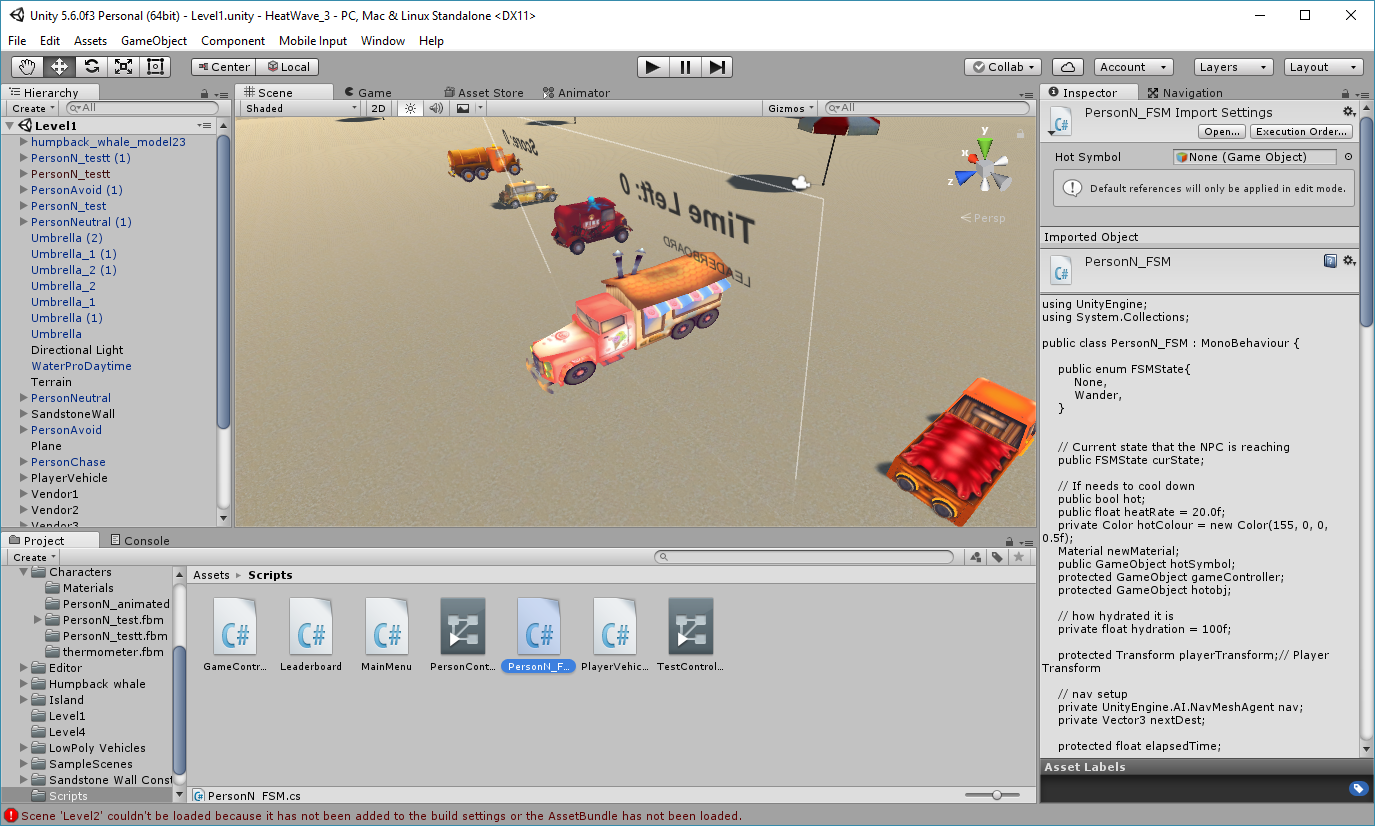 Unity 5.6.0f3 Personal (64bit) - Level1.unity - HeatWave_3 - PC, Mac & Linux Standalone <DX11>
File Edit Assets GameObject Component Mobile Input Window Help
Center Local Collab Account Layers Layout
Hierarchy
Create All
Level1
humpback_whale_model23
PersonN_testt (1)
PersonN_testt
PersonAvoid (1)
PersonN_test
PersonNeutral (1)
Umbrella (2)
Umbrella_1 (1)
Umbrella_2 (1)
Umbrella_2
Umbrella_1
Umbrella (1)
Umbrella
Directional Light
WaterProDaytime
Terrain
PersonNeutral
SandstoneWall
PersonAvoid
Plane
PersonChase
PlayerVehicle
Vendor1
Vendor2
Vendor3
Scene Game Asset Store Animator
Shaded 2D Gizmos All
Score: 0
Time Left: 0
LEADERBOARD
y
x
z
Persp
Inspector Navigation
PersonN_FSM Import Settings
Open... Execution Order...
Hot Symbol None (Game Object)
Default references will only be applied in edit mode.
Imported Object
PersonN_FSM
using UnityEngine;
using System.Collections;
public class PersonN_FSM : MonoBehaviour {
public enum FSMState{
None,
Wander,
}
// Current state that the NPC is reaching
public FSMState curState;
// If needs to cool down
public bool hot;
public float heatRate = 20.0f;
private Color hotColour = new Color(155, 0, 0,
0.5f);
Material newMaterial;
public GameObject hotSymbol;
protected GameObject gameController;
protected GameObject hotobj;
// how hydrated it is
private float hydration = 100f;
protected Transform playerTransform;// Player
Transform
// nav setup
private UnityEngine.AI.NavMeshAgent nav;
private Vector3 nextDest;
protected float elapsedTime;
Asset Labels
Project Console
Create
Characters
Materials
PersonN_animated
PersonN_test.fbm
PersonN_testt.fbm
thermometer.fbm
Editor
Humpback whale
Island
Level1
Level4
LowPoly Vehicles
SampleScenes
Sandstone Wall Const
Scripts
Assets Scripts
C# C# C# C# C#
GameContr... Leaderboard MainMenu PersonCont... PersonN_F... PlayerVehic... TestControl...
PersonN_FSM.cs
Scene 'Level2' couldn't be loaded because it has not been added to the build settings or the AssetBundle has not been loaded.